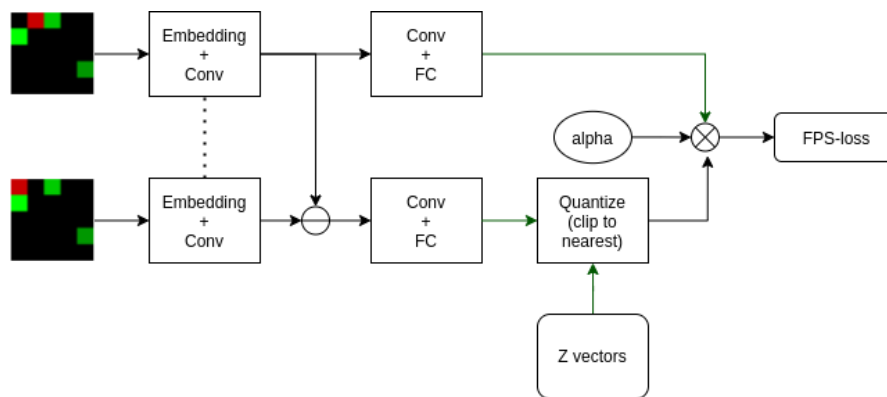 Embedding
+
Conv
Conv
+
FC
alpha
FPS-loss
Embedding
+
Conv
Conv
+
FC
Quantize
(clip to
nearest)
Z vectors